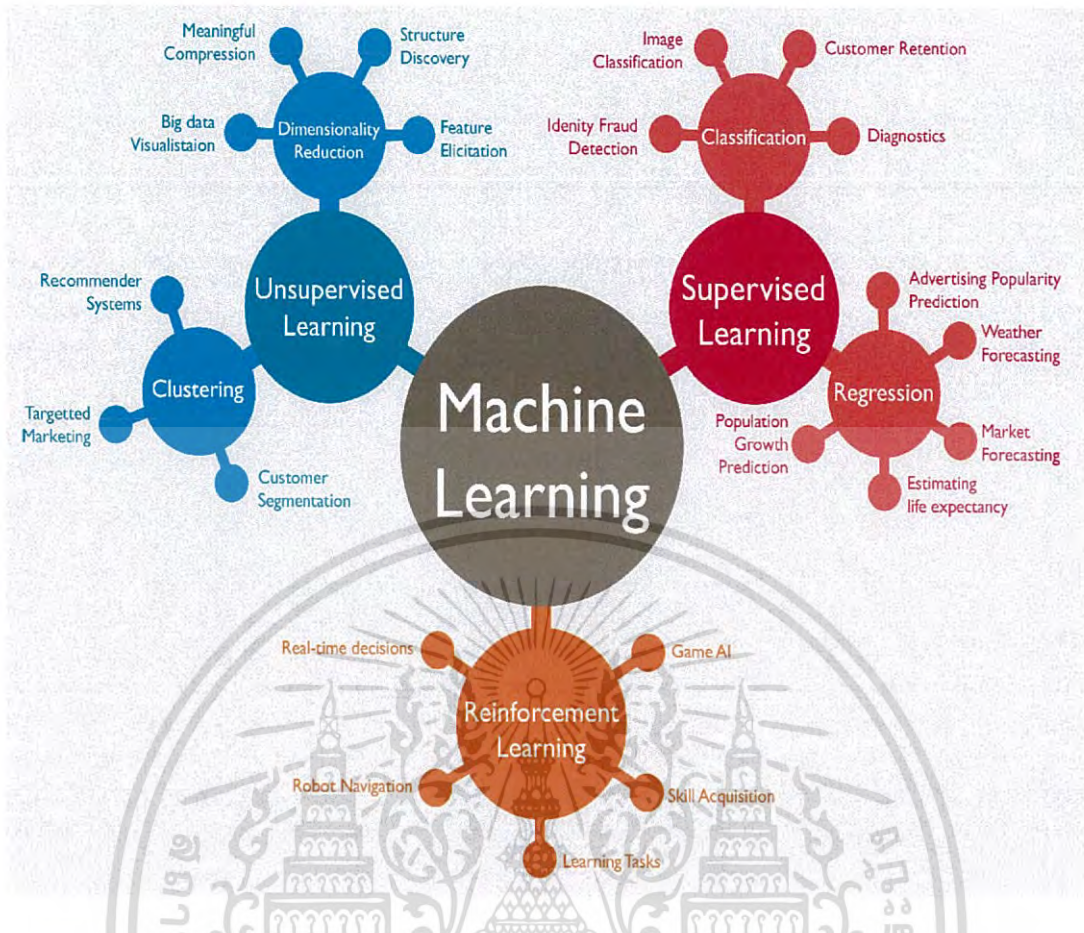 Meaningful
Compression
Structure
Discovery
Big data
Visualistaion
Dimensionality
Reduction
Feature
Elicitation
Image
Classification
Customer Retention
Idenity Fraud
Detection
Classification
Diagnostics
Recommender
Systems
Unsupervised
Learning
Clustering
Targetted
Marketing
Customer
Segmentation
Machine
Learning
Supervised
Learning
Advertising Popularity
Prediction
Weather
Forecasting
Regression
Population
Growth
Prediction
Market
Forecasting
Estimating
life expectancy
Real-time decisions
Game AI
Reinforcement
Learning
Robot Navigation
Skill Acquisition
Learning Tasks